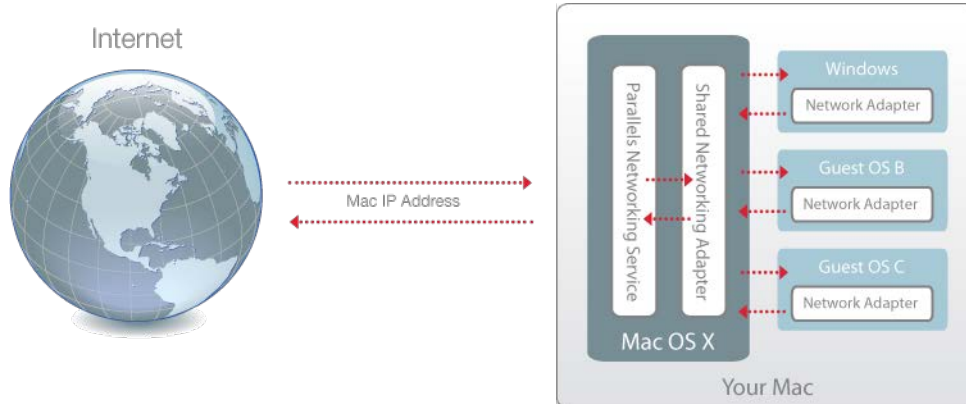 Internet
Mac IP Address
Parallels Networking Service
Shared Networking Adapter
Mac OS X
Windows
Network Adapter
Guest OS B
Network Adapter
Guest OS C
Network Adapter
Your Mac